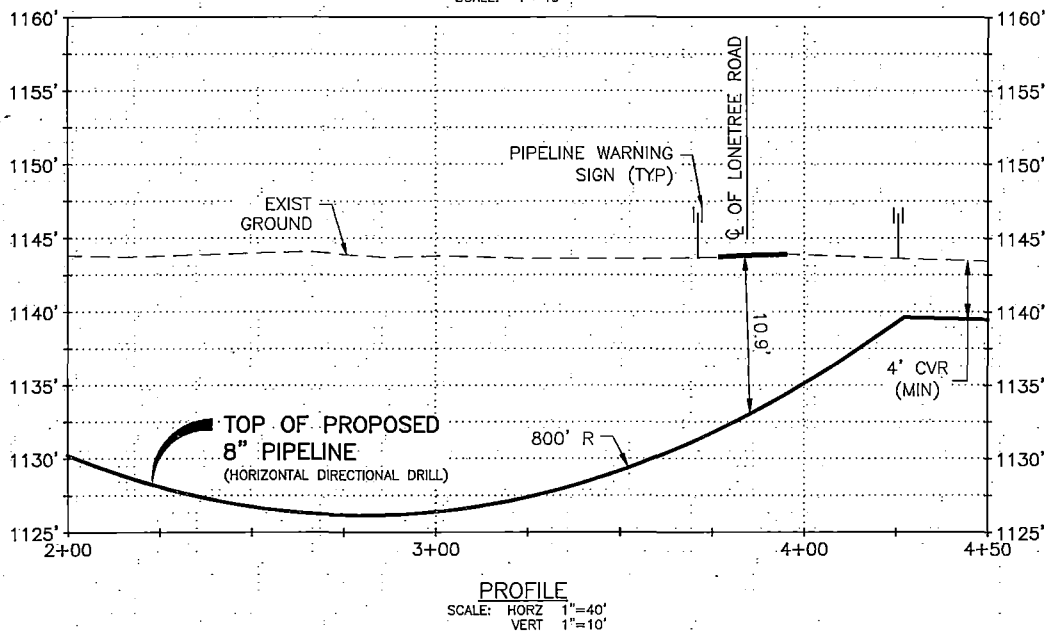 1160' 1160'
1155' 1155'
1150' 1150'
1145' 1145'
1140' 1140'
1135' 1135'
1130' 1130'
1125' 1125'
PIPELINE WARNING
SIGN (TYP)
℄ OF LONETREE ROAD
EXIST
GROUND
10.9'
4' CVR
(MIN)
TOP OF PROPOSED
8" PIPELINE
(HORIZONTAL DIRECTIONAL DRILL)
800' R
2+00 3+00 4+00 4+50
PROFILE
SCALE: HORZ 1"=40'
VERT 1"=10'